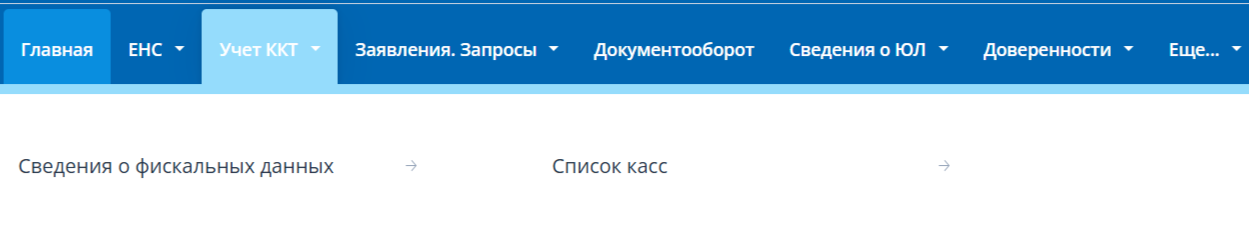 Главная ЕНС Учет ККТ Заявления. Запросы Документооборот Сведения о ЮЛ Доверенности Еще...
Сведения о фискальных данных Список касс